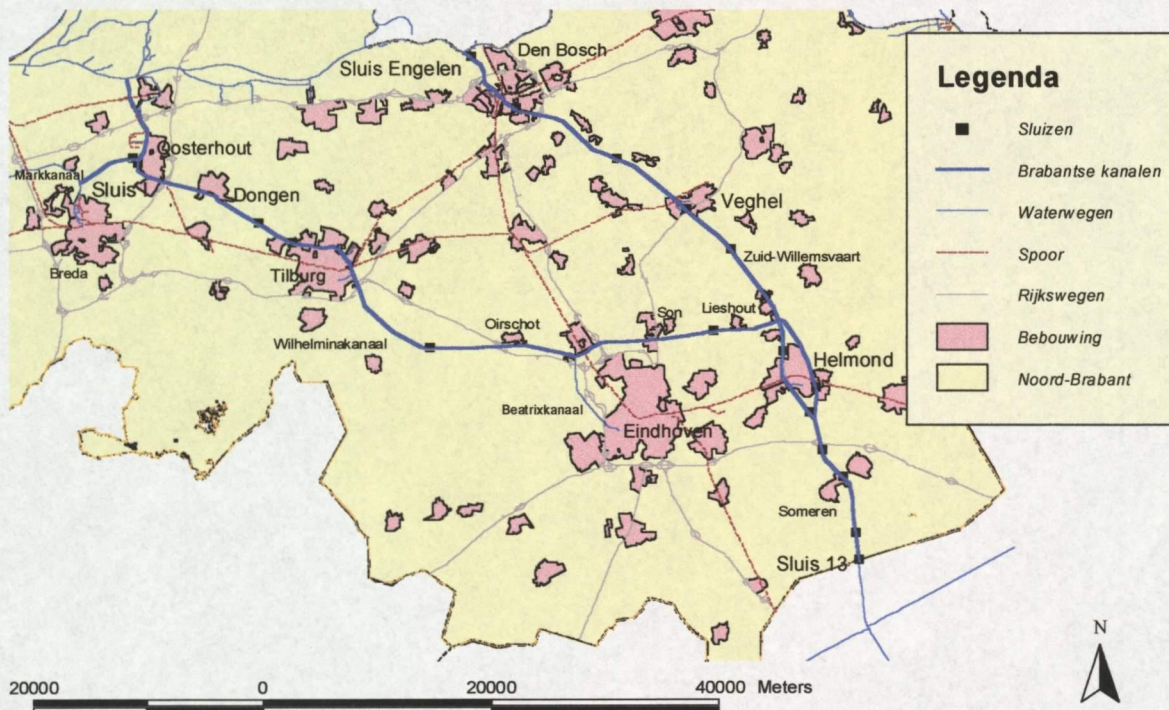 Den Bosch
Sluis Engelen
Oosterhout
Markkanaal
Sluis I
Dongen
Breda
Tilburg
Veghel
Zuid-Willemsvaart
Oirschot
Son
Lieshout
Wilhelminakanaal
Helmond
Beatrixkanaal
Eindhoven
Someren
Sluis 13
Legenda
Sluizen
Brabantse kanalen
Waterwegen
Spoor
Rijkswegen
Bebouwing
Noord-Brabant
N
20000 0 20000 40000 Meters